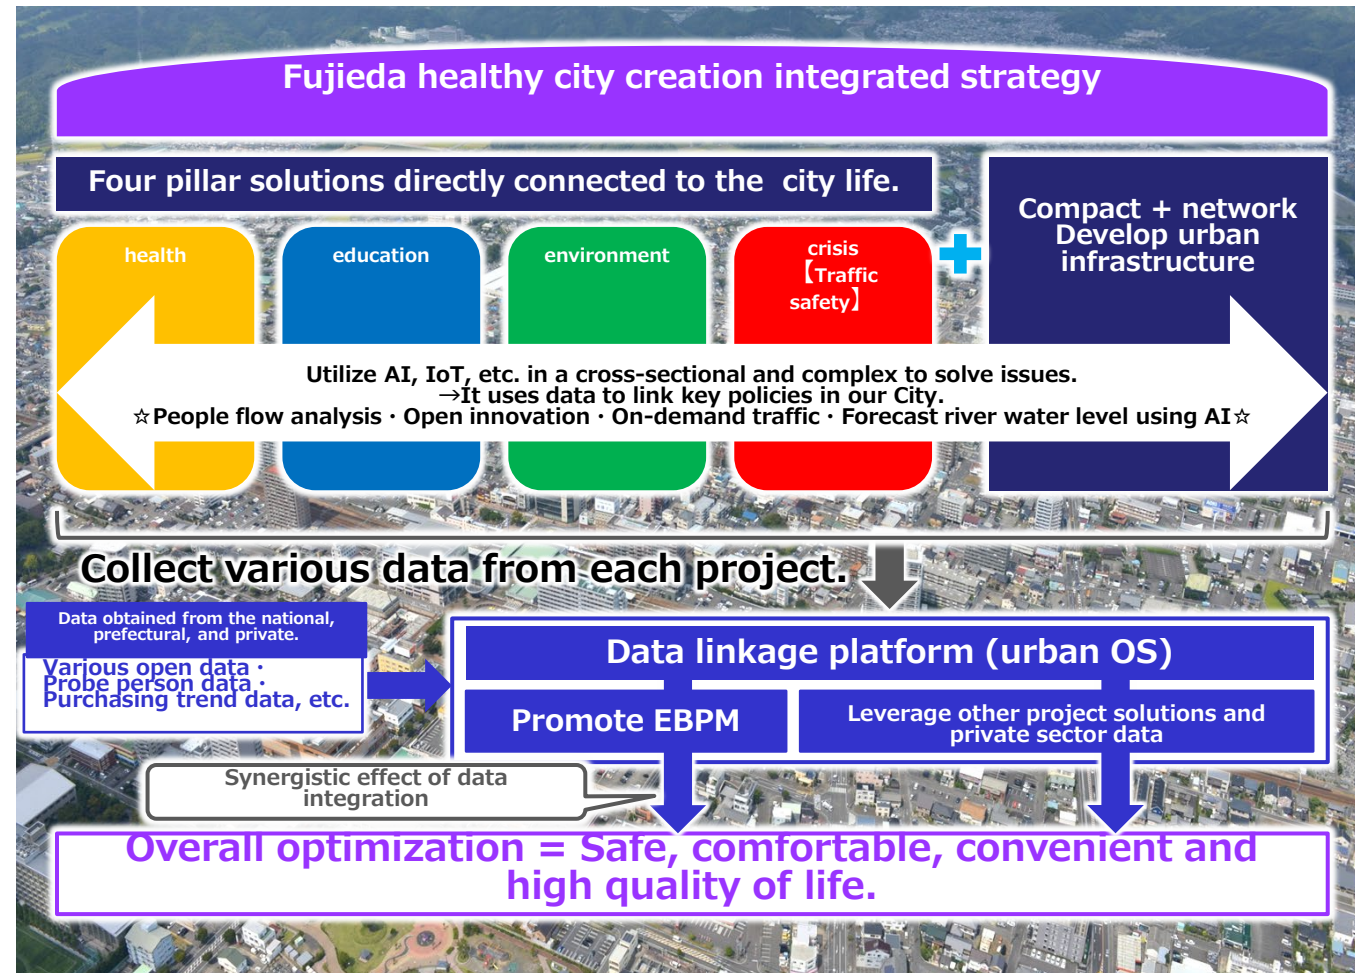 Fujieda healthy city creation integrated strategy
Four pillar solutions directly connected to the city life.
Compact + network
Develop urban
infrastructure
health
education
environment
crisis
【Traffic
safety】
Utilize AI, IoT, etc. in a cross-sectional and complex to solve issues.
→It uses data to link key policies in our City.
☆People flow analysis・Open innovation・On-demand traffic・Forecast river water level using AI☆
Collect various data from each project.
Data obtained from the national,
prefectural, and private.
Various open data・
Probe person data・
Purchasing trend data, etc.
Data linkage platform (urban OS)
Promote EBPM
Leverage other project solutions and
private sector data
Synergistic effect of data
integration
Overall optimization = Safe, comfortable, convenient and
high quality of life.